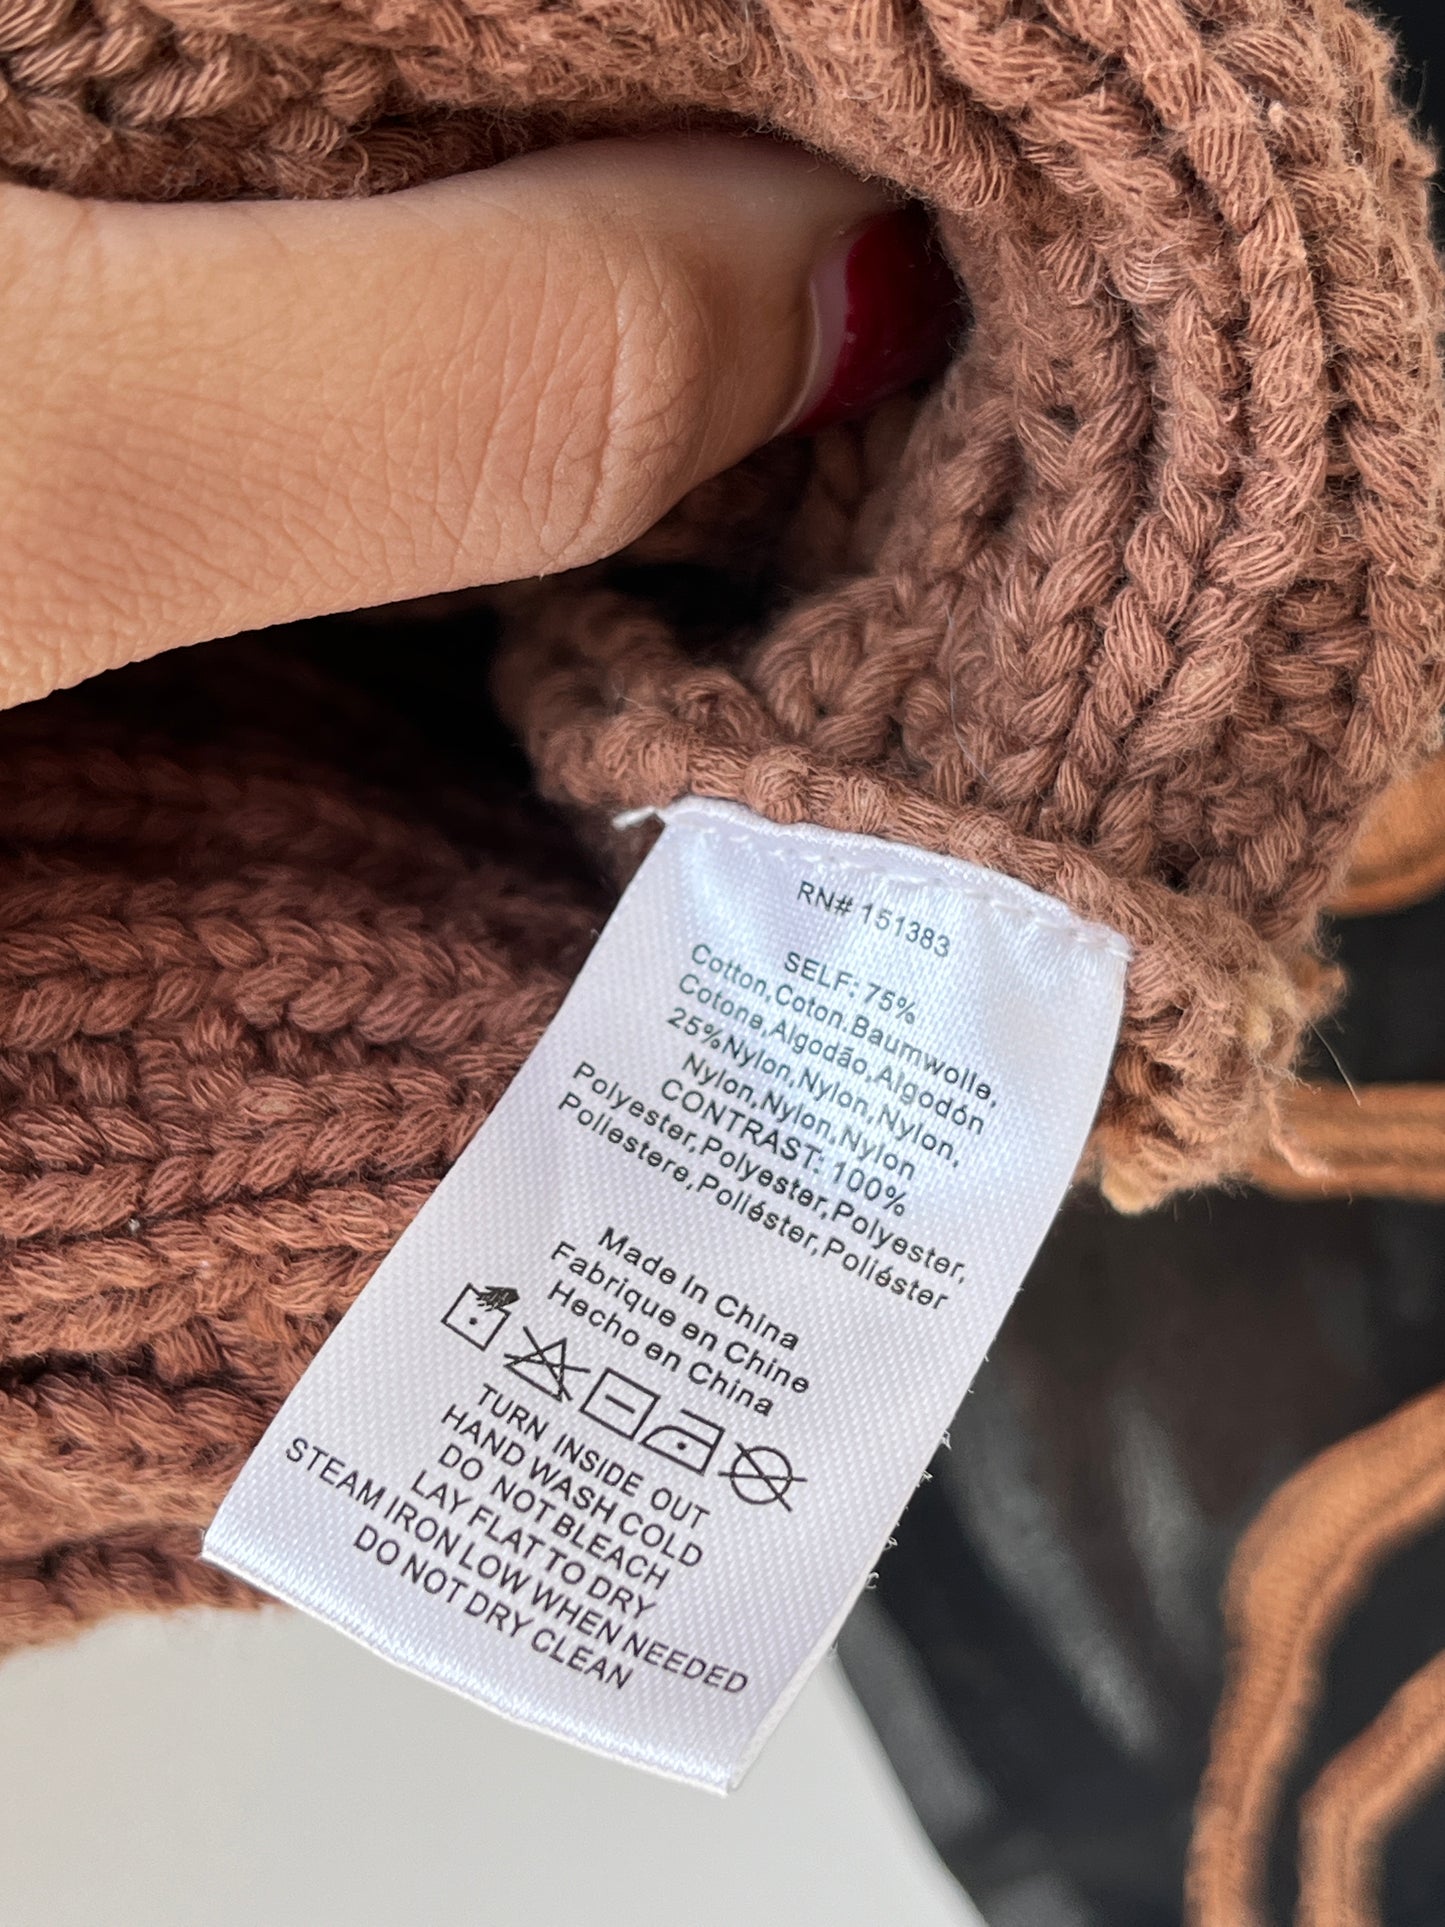 RN# 151383
SELF: 75%
Cotton,Coton.Baumwolle,
Cotone,Algodão,Algodón
25%Nylon,Nylon,Nylon,
Nylon,Nylon,Nylon
CONTRAST: 100%
Polyester,Polyester,Polyester,
Poliestere,Poliéster,Poliéster
Made In China
Fabrique en Chine
Hecho en China
TURN INSIDE OUT
HAND WASH COLD
DO NOT BLEACH
LAY FLAT TO DRY
STEAM IRON LOW WHEN NEEDED
DO NOT DRY CLEAN